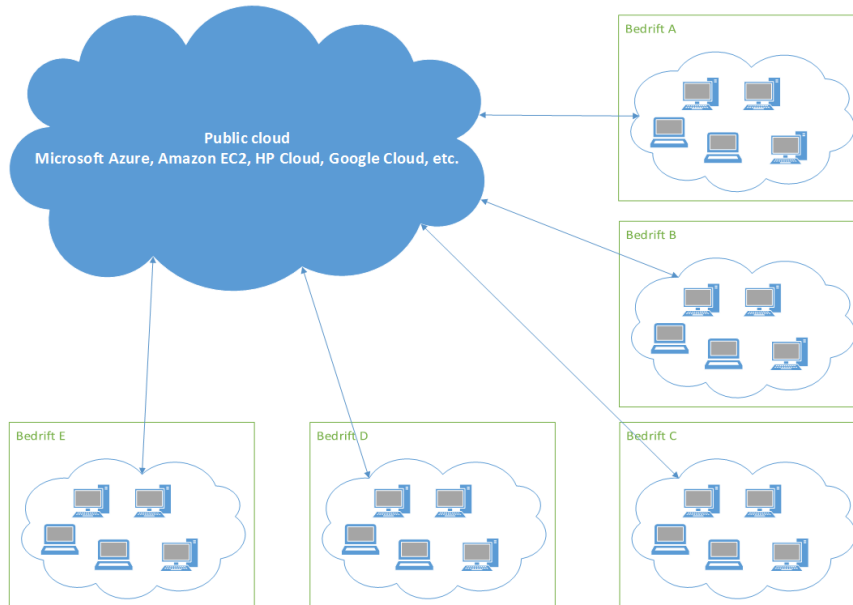 Bedrift A
Public cloud
Microsoft Azure, Amazon EC2, HP Cloud, Google Cloud, etc.
Bedrift B
Bedrift E
Bedrift D
Bedrift C